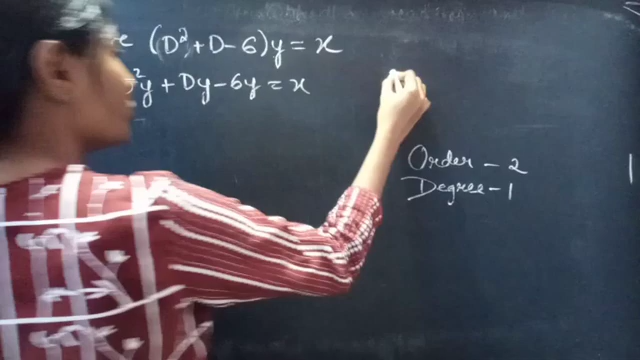 (D²+D-6)y = x
²y + Dy - 6y = x
Order - 2
Degree - 1